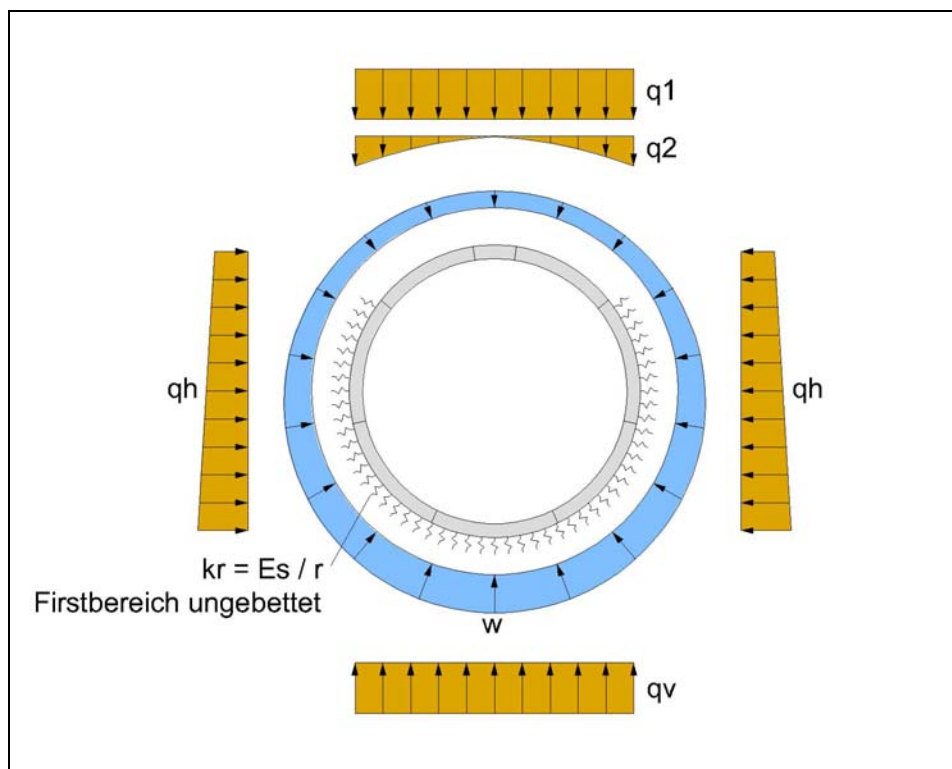 q1
q2
qh
qh
kr = Es / r
Firstbereich ungebettet
w
qv